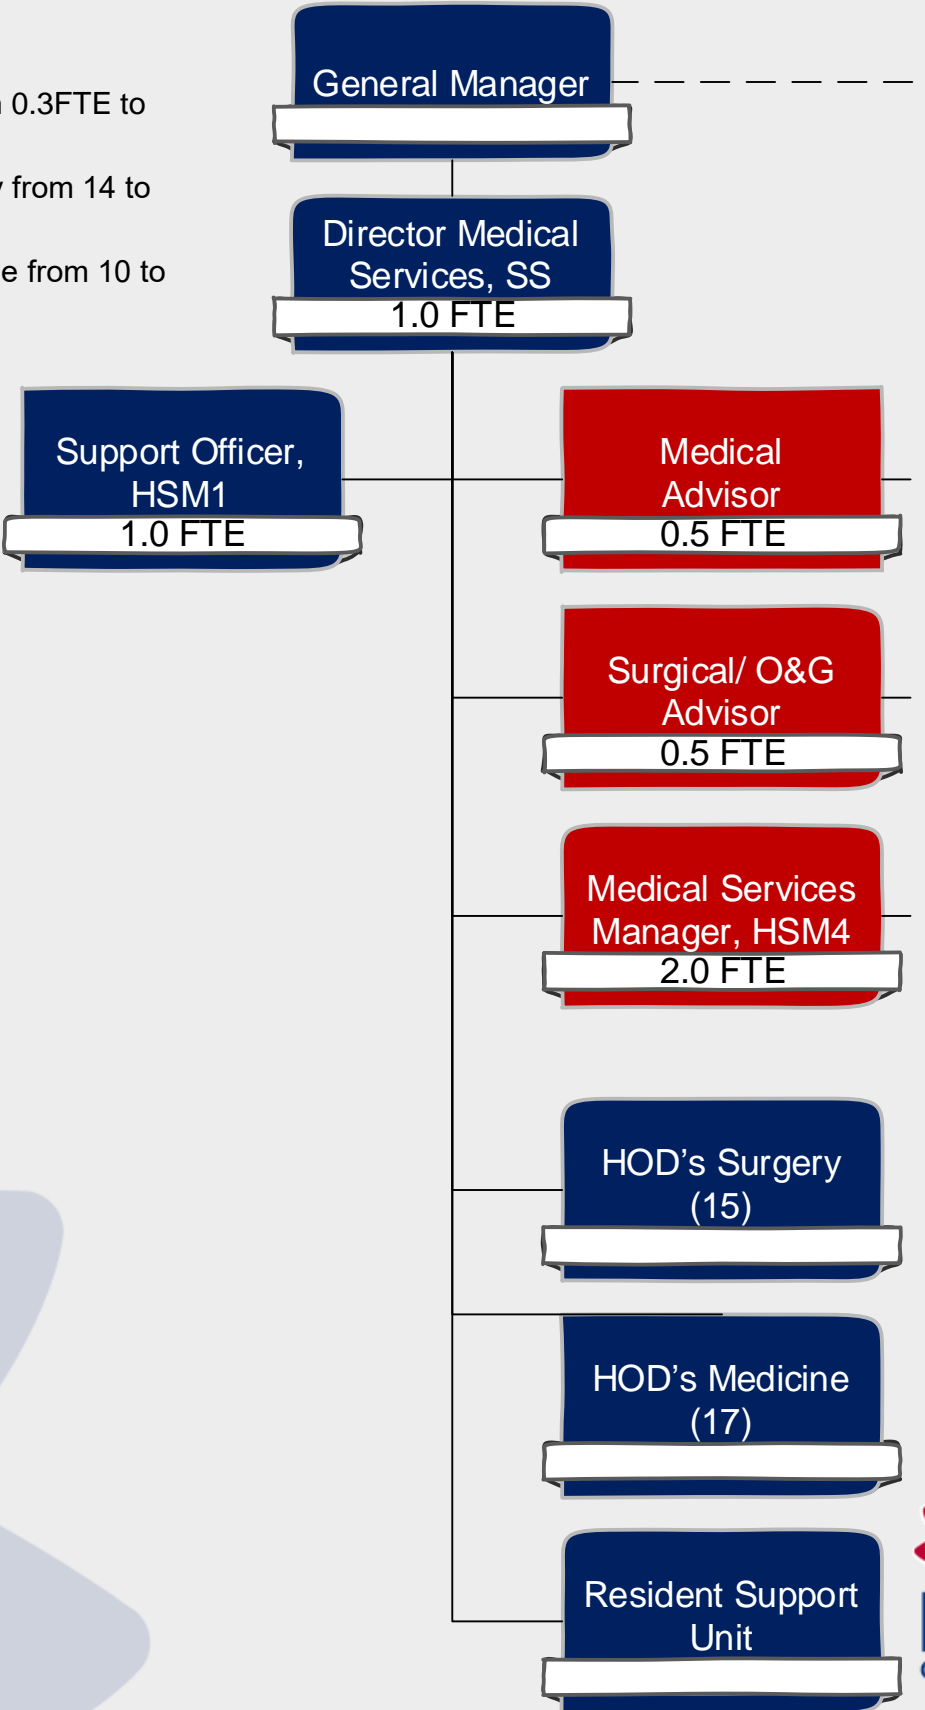 General Manager
0.3FTE to
from 14 to
from 10 to
Director Medical
Services, SS
1.0 FTE
Support Officer,
HSM1
1.0 FTE
Medical
Advisor
0.5 FTE
Surgical/ O&G
Advisor
0.5 FTE
Medical Services
Manager, HSM4
2.0 FTE
HOD's Surgery
(15)
HOD's Medicine
(17)
Resident Support
Unit